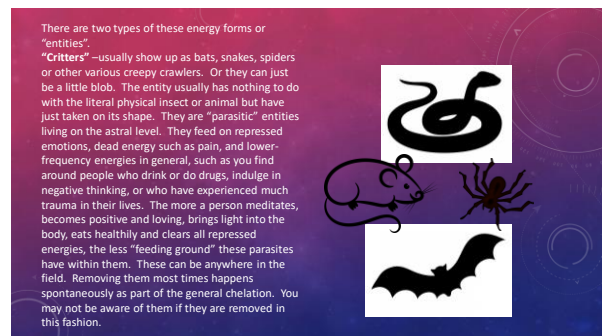 There are two types of these energy forms or
“entities”.
“Critters” –usually show up as bats, snakes, spiders
or other various creepy crawlers.  Or they can just
be a little blob.  The entity usually has nothing to do
with the literal physical insect or animal but have
just taken on its shape.  They are “parasitic” entities
living on the astral level.  They feed on repressed
emotions, dead energy such as pain, and lower-
frequency energies in general, such as you find
around people who drink or do drugs, indulge in
negative thinking, or who have experienced much
trauma in their lives.  The more a person meditates,
becomes positive and loving, brings light into the
body, eats healthily and clears all repressed
energies, the less “feeding ground” these parasites
have within them.  These can be anywhere in the
field.  Removing them most times happens
spontaneously as part of the general chelation.  You
may not be aware of them if they are removed in
this fashion.